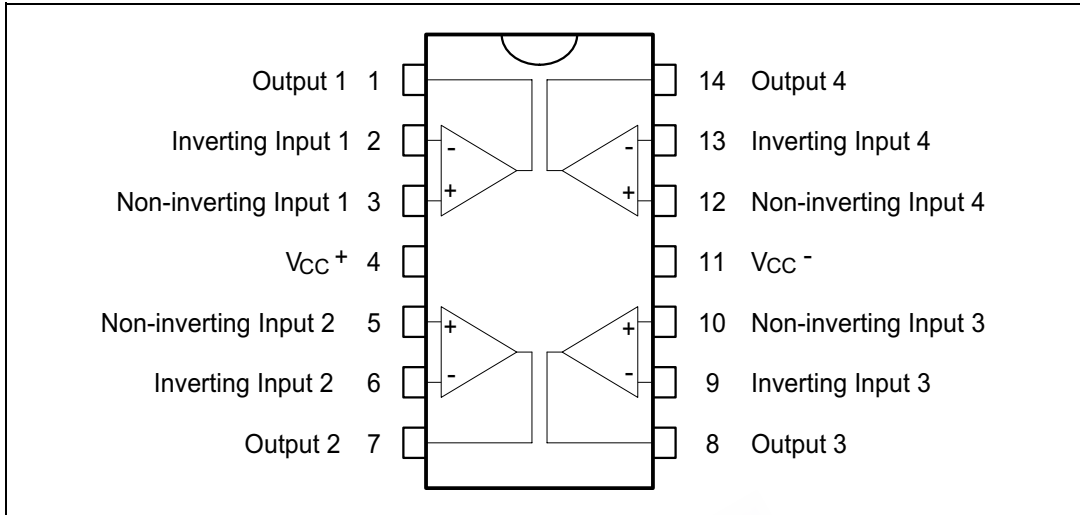 Output 1 1
Inverting Input 1 2
Non-inverting Input 1 3
VCC + 4
Non-inverting Input 2 5
Inverting Input 2 6
Output 2 7
14 Output 4
13 Inverting Input 4
12 Non-inverting Input 4
11 VCC -
10 Non-inverting Input 3
9 Inverting Input 3
8 Output 3
-
+
-
+
+
-
+
-